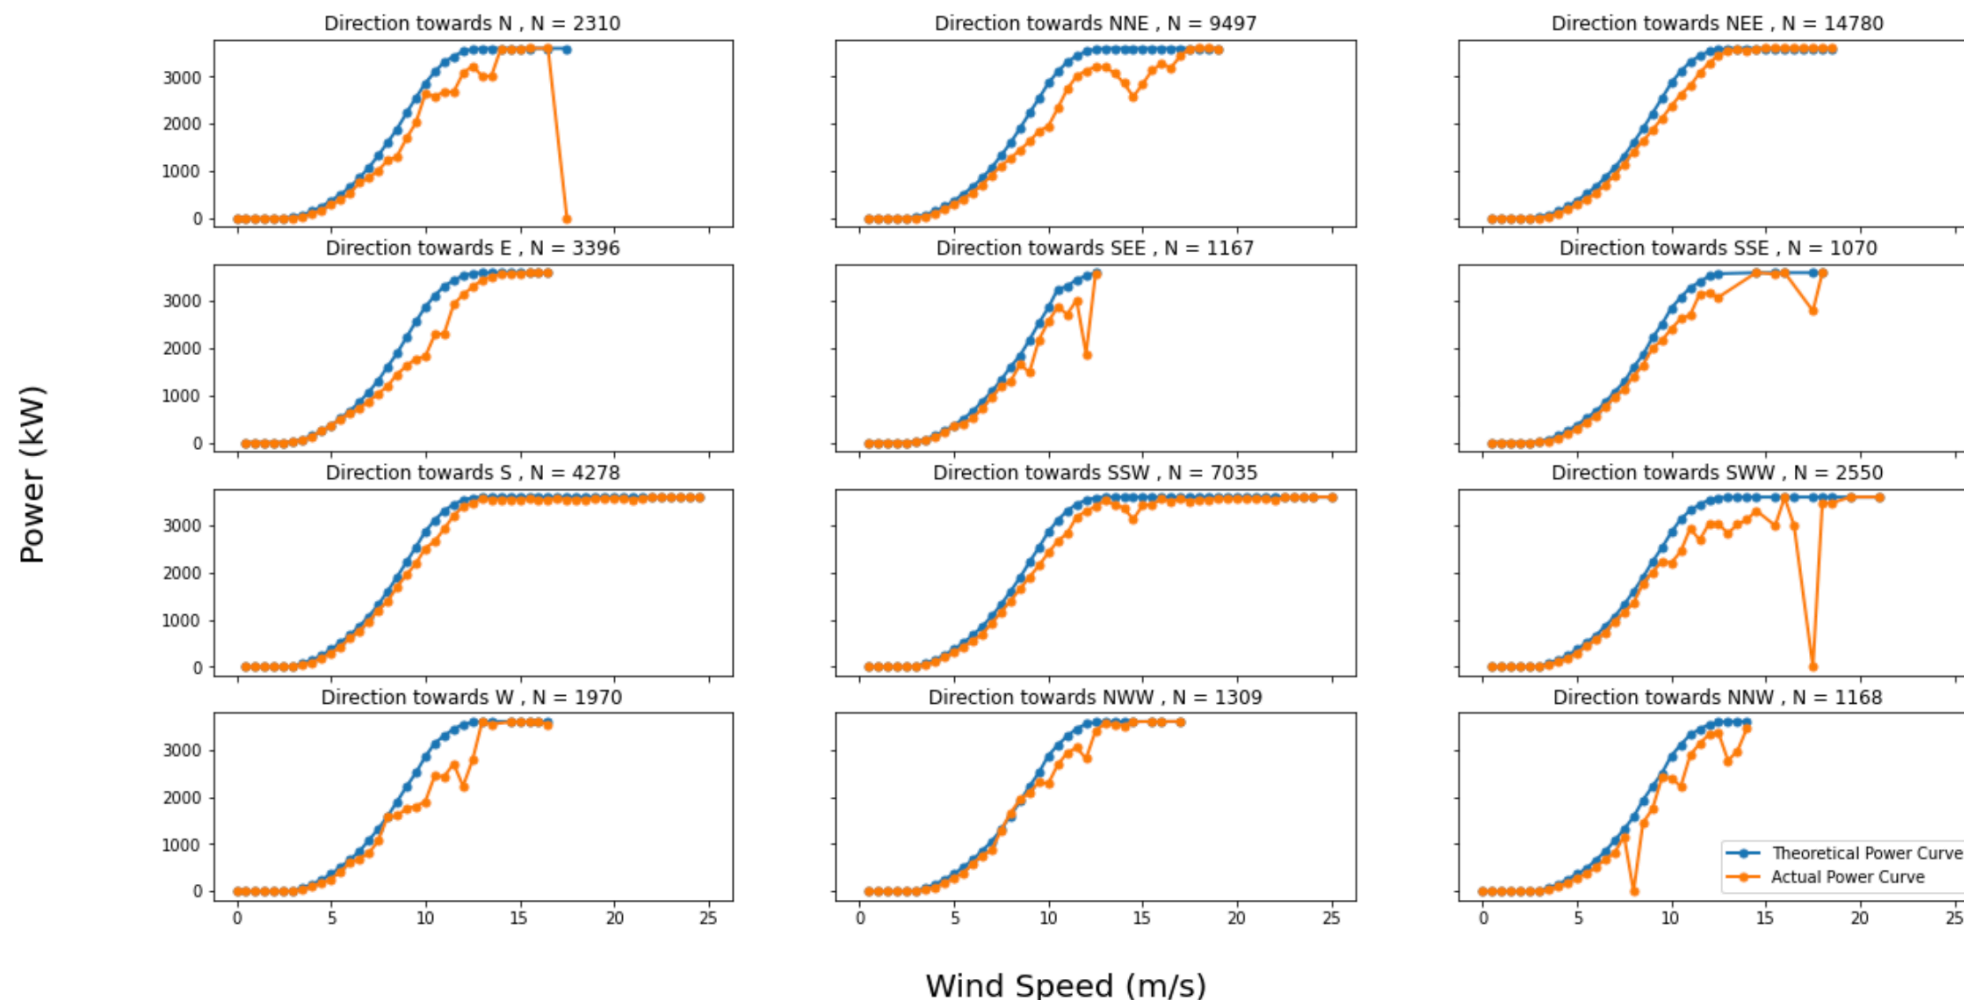 Direction towards N , N = 2310
Direction towards NNE , N = 9497
Direction towards NEE , N = 14780
3000
2000
1000
0
Direction towards E , N = 3396
Direction towards SEE , N = 1167
Direction towards SSE , N = 1070
3000
2000
1000
0
Power (kW)
Direction towards S , N = 4278
Direction towards SSW , N = 7035
Direction towards SWW , N = 2550
3000
2000
1000
0
Direction towards W , N = 1970
Direction towards NWW , N = 1309
Direction towards NNW , N = 1168
3000
2000
1000
0
Theoretical Power Curve
Actual Power Curve
0 5 10 15 20 25
0 5 10 15 20 25
0 5 10 15 20 25
Wind Speed (m/s)